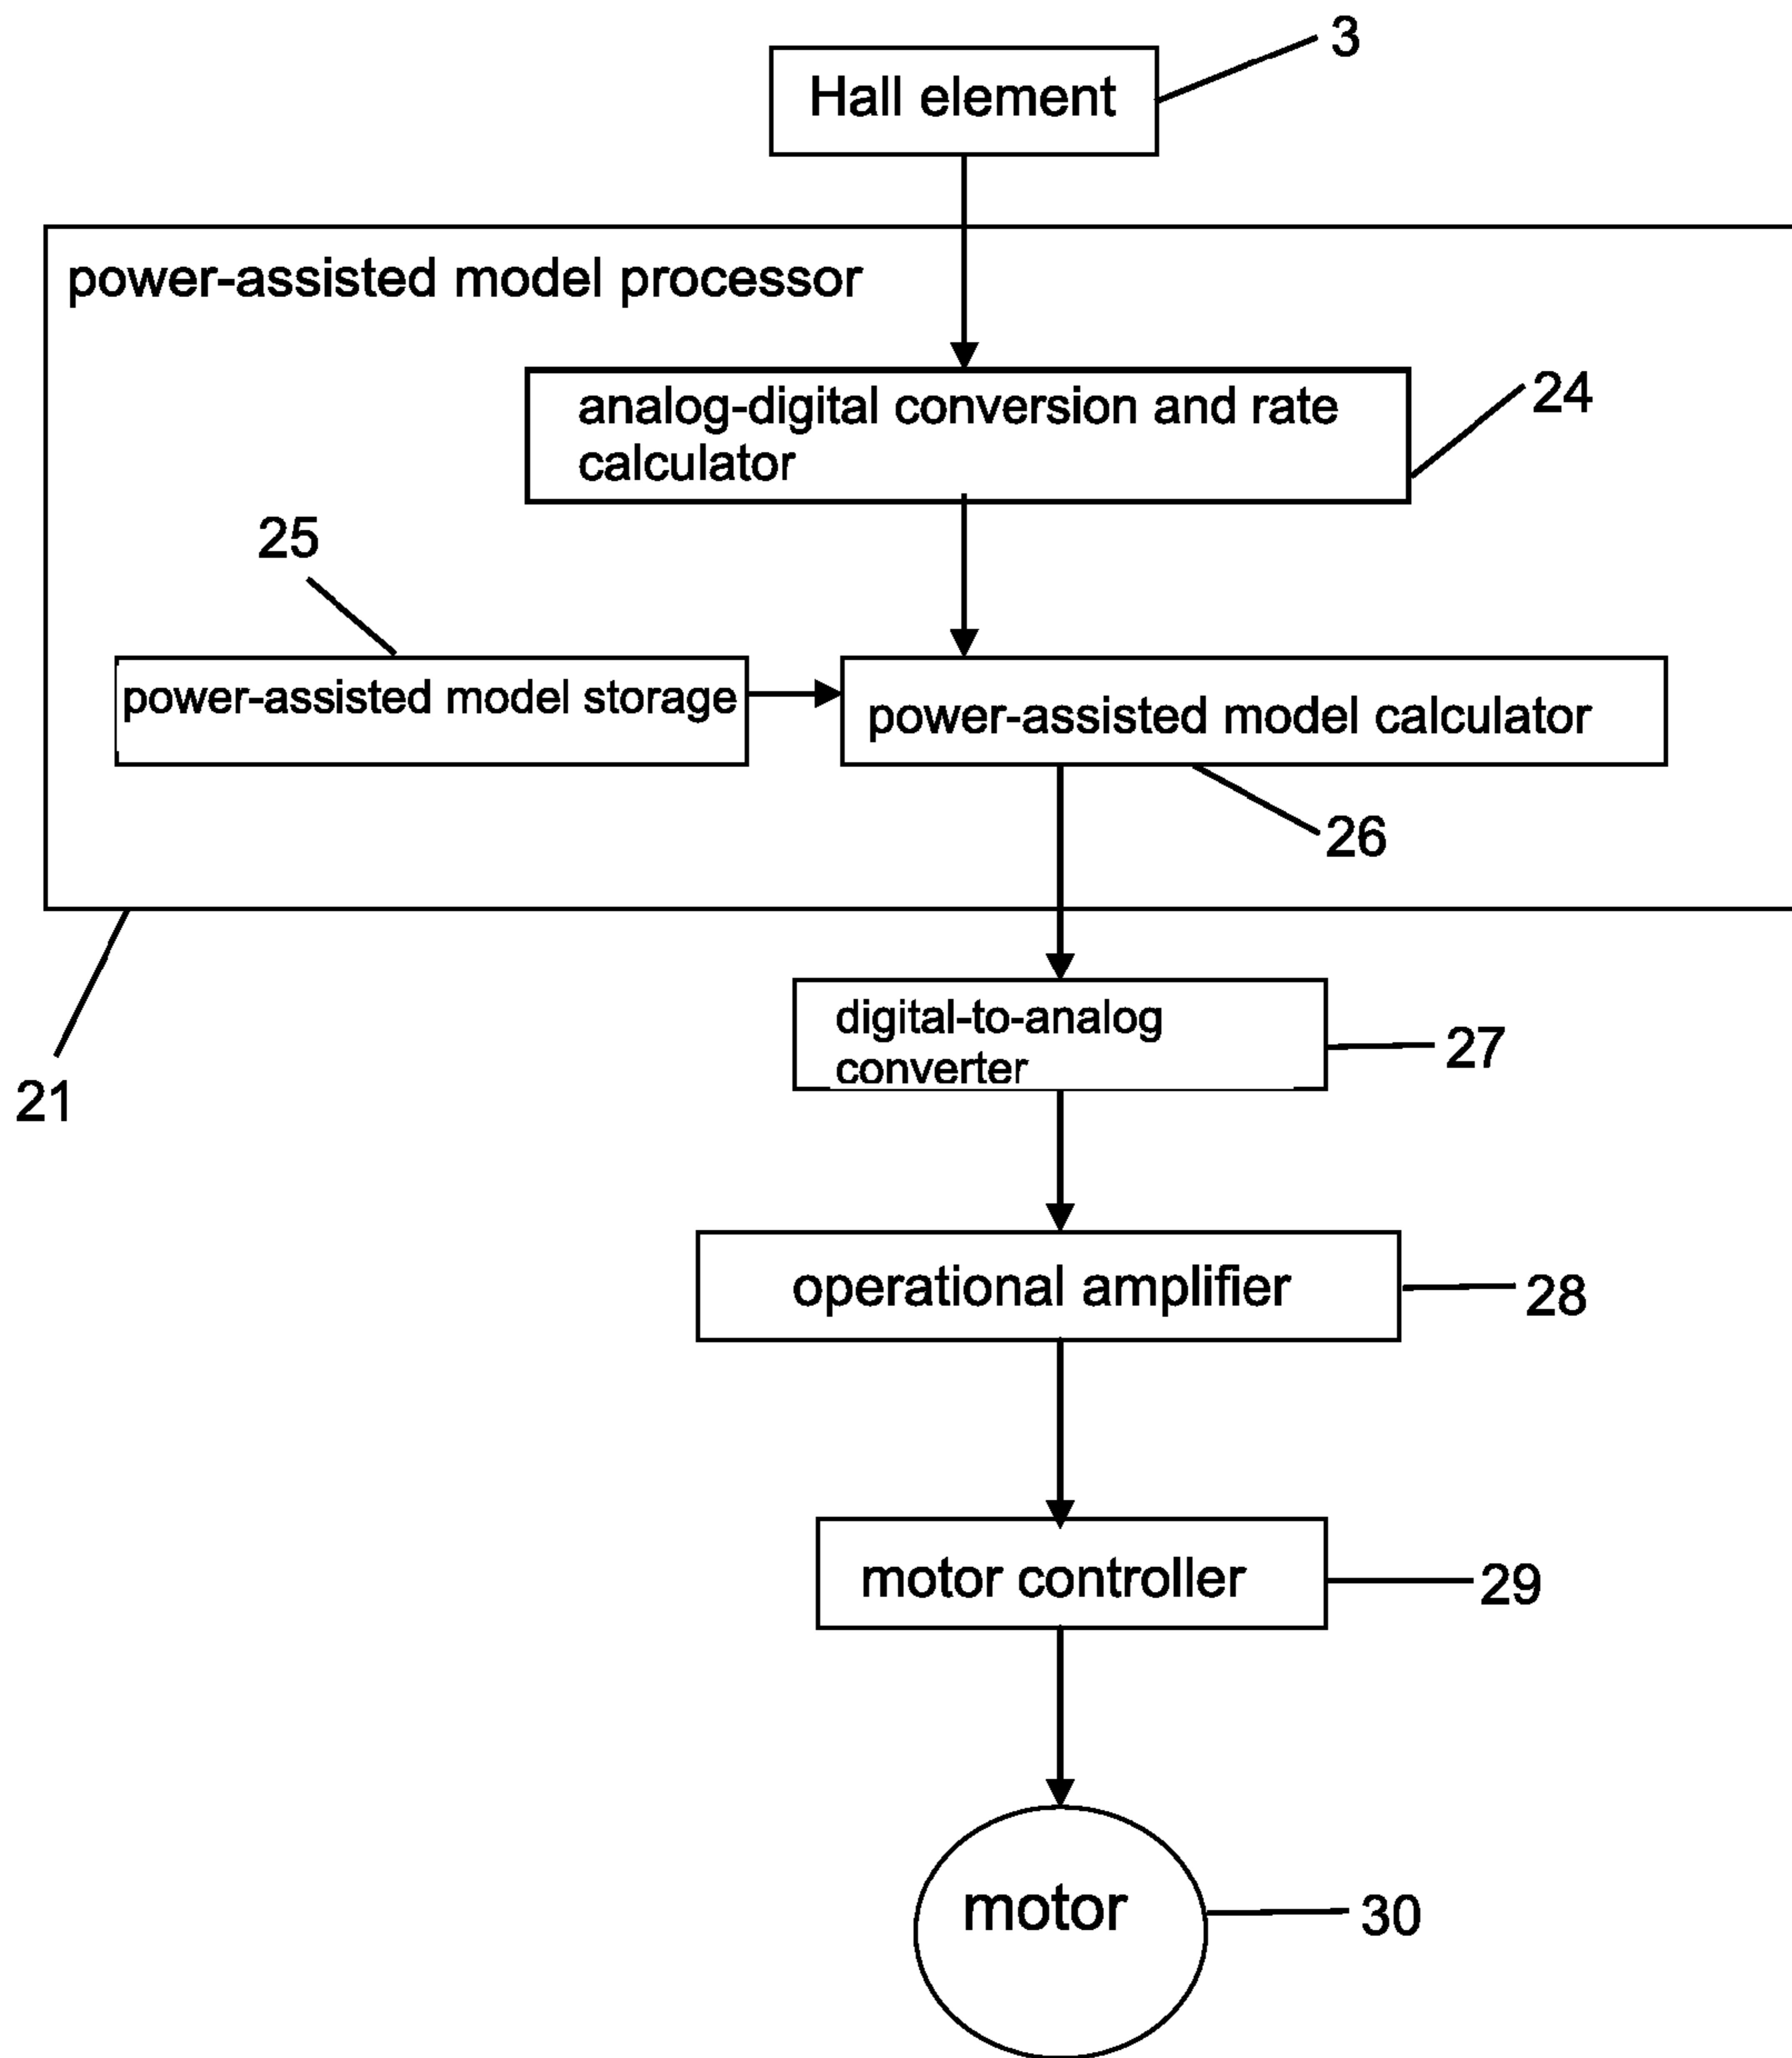 3
Hall element
power-assisted model processor
analog-digital conversion and rate
calculator
24
25
power-assisted model storage
power-assisted model calculator
26
21
digital-to-analog
converter
27
operational amplifier
28
motor controller
29
motor
30